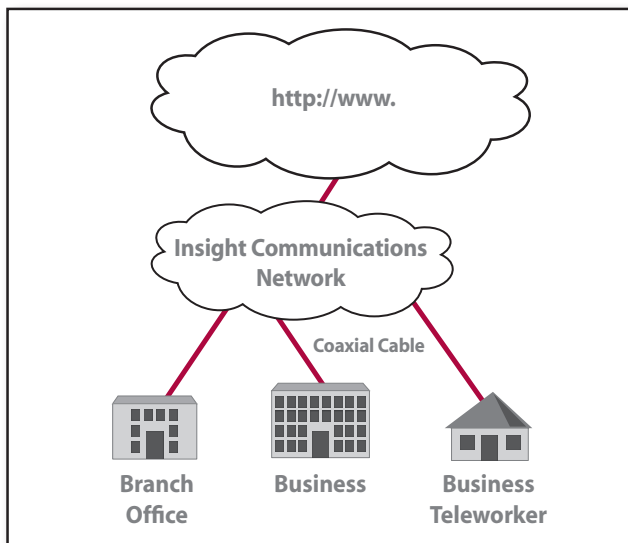 http://www.
Insight Communications
Network
Coaxial Cable
Branch
Office
Business
Business
Teleworker